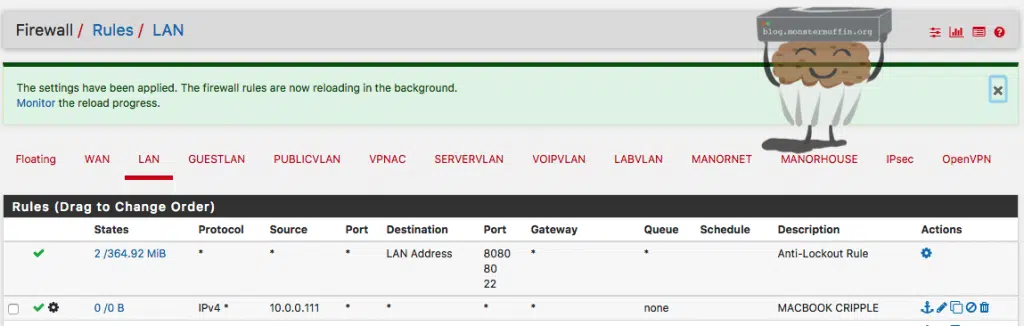 Firewall / Rules / LAN
blog.monstermuffin.org
The settings have been applied. The firewall rules are now reloading in the background.
Monitor the reload progress.
Floating WAN LAN GUESTLAN PUBLICVLAN VPNAC SERVERVLAN VOIPVLAN LABVLAN MANORNET MANORHOUSE IPsec OpenVPN
Rules (Drag to Change Order)
States Protocol Source Port Destination Port Gateway Queue Schedule Description Actions
2 /364.92 MiB * * * LAN Address 8080 * * Anti-Lockout Rule
80
22
0 /0 B IPv4 * 10.0.0.111 * * * * none MACBOOK CRIPPLE